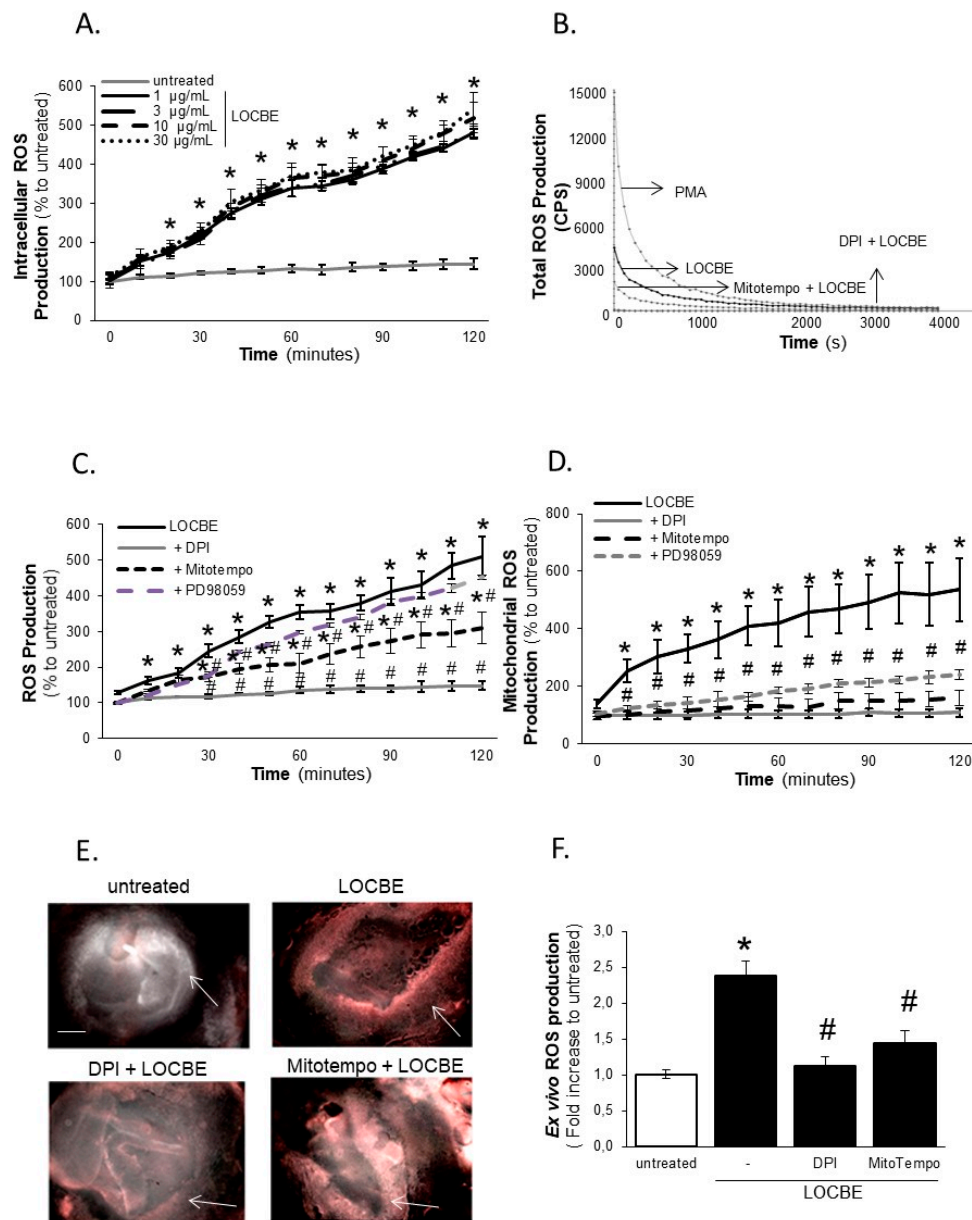 A.
untreated
1 µg/mL
3 µg/mL
10 µg/mL
30 µg/mL
LOCBE
Intracellular ROS
Production (% to untreated)
600
500
400
300
200
100
0
* * * * * * * * * * *
0 30 60 90 120
Time (minutes)
B.
Total ROS Production
(CPS)
15000
12000
9000
6000
3000
0
PMA
DPI + LOCBE
LOCBE
Mitotempo + LOCBE
0 1000 2000 3000 4000
Time (s)
C.
LOCBE
+ DPI
+ Mitotempo
+ PD98059
ROS Production
(% to untreated)
600
500
400
300
200
100
0
* * * * * * * * * * * *
*# *# *# *# *# *# *# *# *# *#
# # # # # # # # # #
0 30 60 90 120
Time (minutes)
D.
LOCBE
+ DPI
+ Mitotempo
+ PD98059
Mitochondrial ROS
Production (% to untreated)
800
600
400
200
0
* * * * * * * * * * * *
# # # # # # # # # # # #
0 30 60 90 120
Time (minutes)
E.
untreated
LOCBE
DPI + LOCBE
Mitotempo + LOCBE
F.
Ex vivo ROS production
( Fold increase to untreated)
3,0
2,5
2,0
1,5
1,0
0,5
0,0
*
# #
untreated - DPI MitoTempo
LOCBE